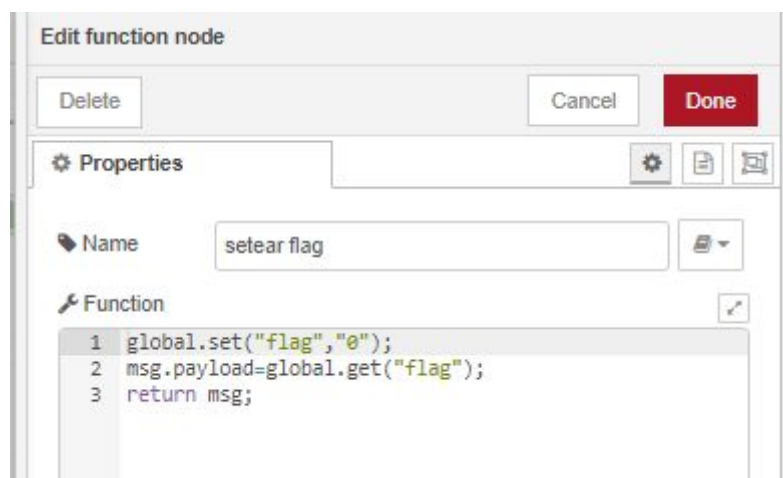 Edit function node
Delete Cancel Done
Properties
Name setear flag
Function
1 global.set("flag","0");
2 msg.payload=global.get("flag");
3 return msg;